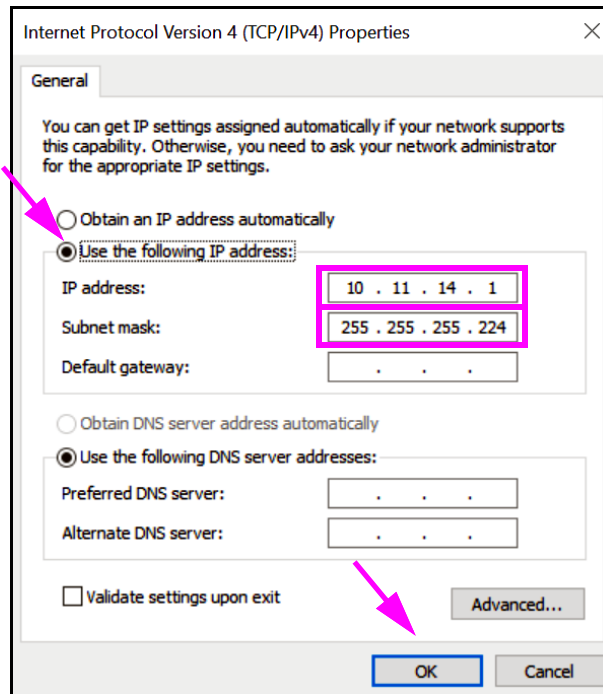 Internet Protocol Version 4 (TCP/IPv4) Properties
General
You can get IP settings assigned automatically if your network supports
this capability. Otherwise, you need to ask your network administrator
for the appropriate IP settings.
Obtain an IP address automatically
Use the following IP address:
IP address: 10 . 11 . 14 . 1
Subnet mask: 255 . 255 . 255 . 224
Default gateway: . . .
Obtain DNS server address automatically
Use the following DNS server addresses:
Preferred DNS server: . . .
Alternate DNS server: . . .
Validate settings upon exit
Advanced...
OK Cancel